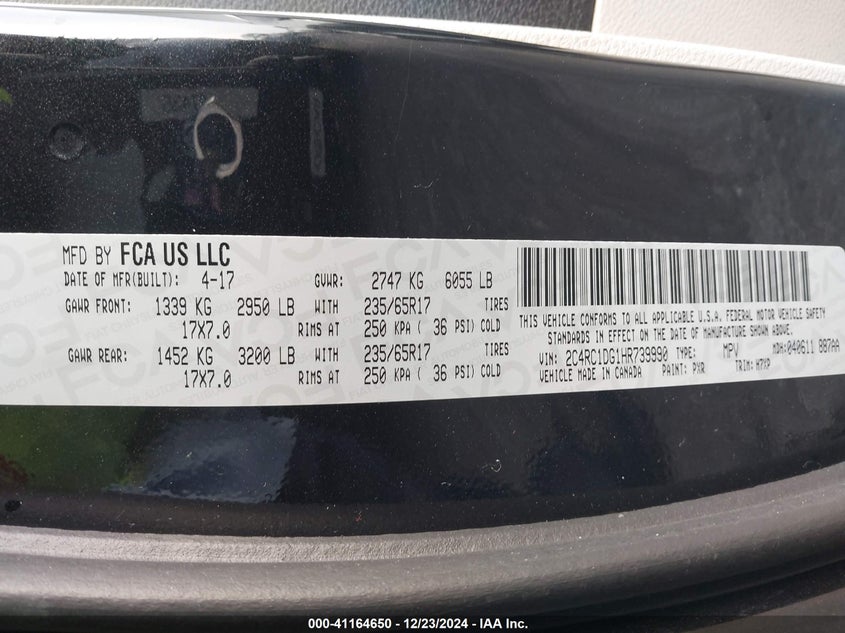 MFD BY FCA US LLC
DATE OF MFR(BUILT): 4-17 GVWR: 2747 KG 6055 LB
GAWR FRONT: 1339 KG 2950 LB WITH 235/65R17 TIRES
17X7.0 RIMS AT 250 KPA ( 36 PSI) COLD
GAWR REAR: 1452 KG 3200 LB WITH 235/65R17 TIRES
17X7.0 RIMS AT 250 KPA ( 36 PSI) COLD
THIS VEHICLE CONFORMS TO ALL APPLICABLE U.S.A. FEDERAL MOTOR VEHICLE SAFETY
STANDARDS IN EFFECT ON THE DATE OF MANUFACTURE SHOWN ABOVE.
VIN: 2C4RC1DG1HR739990 TYPE: MPV MDH: 040611 887AA
VEHICLE MADE IN CANADA PAINT: PXR TRIM: H7XP
000-41164650 - 12/23/2024 - IAA Inc.